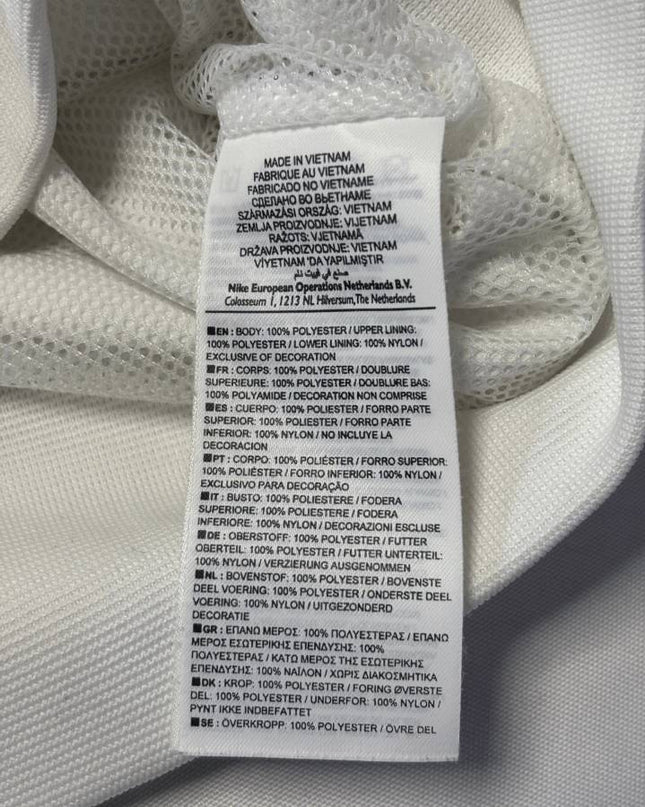 MADE IN VIETNAM
FABRIQUE AU VIETNAM
FABRICADO NO VIETNAME
СДЕЛАНО ВО ВЬЕТНАМЕ
SZÁRMAZÁSI ORSZÁG: VIETNAM
ZEMLJA PROIZVODNJE: VIJETNAM
RAŽOTS: VJETNAMĀ
DRŽAVA PROIZVODNJE: VIETNAM
VİYETNAM 'DA YAPILMIŞTIR
صنع في فييت نام
Nike European Operations Netherlands B.V.
Colosseum 1, 1213 NL Hilversum, The Netherlands
EN : BODY: 100% POLYESTER / UPPER LINING:
100% POLYESTER / LOWER LINING: 100% NYLON /
EXCLUSIVE OF DECORATION
FR : CORPS: 100% POLYESTER / DOUBLURE
SUPERIEURE: 100% POLYESTER / DOUBLURE BAS:
100% POLYAMIDE / DECORATION NON COMPRISE
ES : CUERPO: 100% POLIESTER / FORRO PARTE
SUPERIOR: 100% POLIESTER / FORRO PARTE
INFERIOR: 100% NYLON / NO INCLUYE LA
DECORACION
PT : CORPO: 100% POLIÉSTER / FORRO SUPERIOR:
100% POLIÉSTER / FORRO INFERIOR: 100% NYLON /
EXCLUSIVO PARA DECORAÇÃO
IT : BUSTO: 100% POLIESTERE / FODERA
SUPERIORE: 100% POLIESTERE / FODERA
INFERIORE: 100% NYLON / DECORAZIONI ESCLUSE
DE : OBERSTOFF: 100% POLYESTER / FUTTER
OBERTEIL: 100% POLYESTER / FUTTER UNTERTEIL:
100% NYLON / VERZIERUNG AUSGENOMMEN
NL : BOVENSTOF: 100% POLYESTER / BOVENSTE
DEEL VOERING: 100% POLYESTER / ONDERSTE DEEL
VOERING: 100% NYLON / UITGEZONDERD
DECORATIE
GR : ΕΠΑΝΩ ΜΕΡΟΣ: 100% ΠΟΛΥΕΣΤΕΡΑΣ / ΕΠΑΝΩ
ΜΕΡΟΣ ΕΣΩΤΕΡΙΚΗΣ ΕΠΕΝΔΥΣΗΣ: 100%
ΠΟΛΥΕΣΤΕΡΑΣ / ΚΑΤΩ ΜΕΡΟΣ ΤΗΣ ΕΣΩΤΕΡΙΚΗΣ
ΕΠΕΝΔΥΣΗΣ: 100% ΝΑΪΛΟΝ / ΧΩΡΙΣ ΔΙΑΚΟΣΜΗΤΙΚΑ
DK : KROP: 100% POLYESTER / FORING ØVERSTE
DEL: 100% POLYESTER / UNDERFOR: 100% NYLON /
PYNT IKKE INDBEFATTET
SE : ÖVERKROPP: 100% POLYESTER / ÖVRE DEL